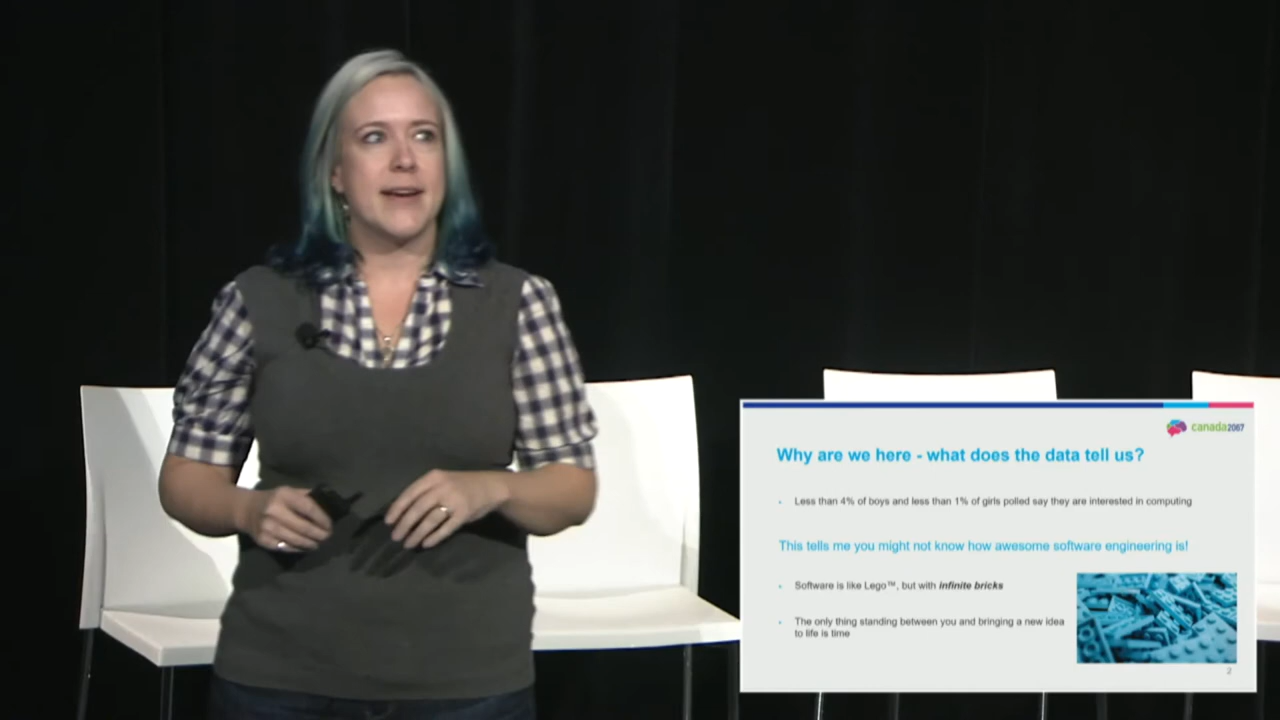 canada2067
Why are we here - what does the data tell us?
Less than 4% of boys and less than 1% of girls polled say they are interested in computing
This tells me you might not know how awesome software engineering is!
Software is like Lego™, but with infinite bricks
The only thing standing between you and bringing a new idea
to life is time
2